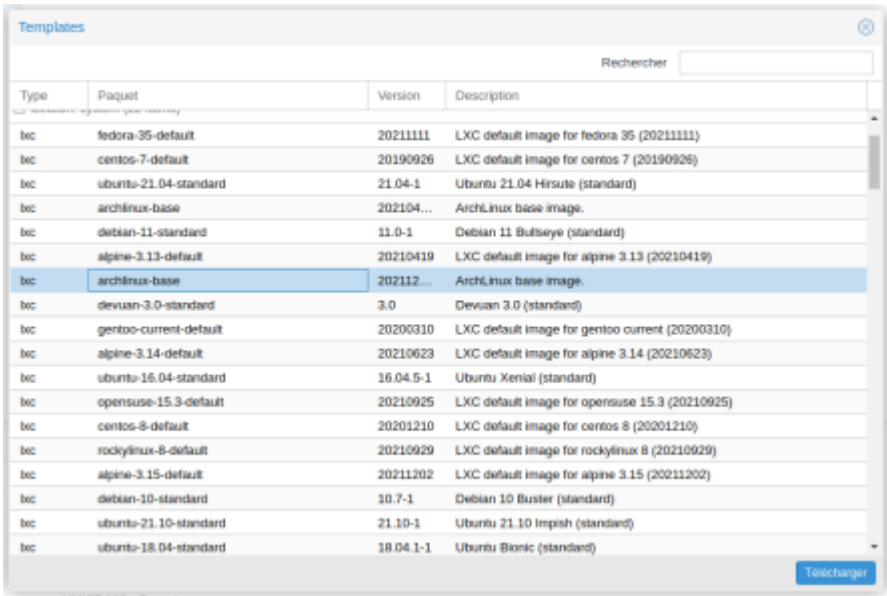 Templates
Rechercher
Type Paquet Version Description
lxc fedora-35-default 20211111 LXC default image for fedora 35 (20211111)
lxc centos-7-default 20190926 LXC default image for centos 7 (20190926)
lxc ubuntu-21.04-standard 21.04-1 Ubuntu 21.04 Hirsute (standard)
lxc archlinux-base 202104... ArchLinux base image.
lxc debian-11-standard 11.0-1 Debian 11 Bullseye (standard)
lxc alpine-3.13-default 20210419 LXC default image for alpine 3.13 (20210419)
lxc archlinux-base 202112... ArchLinux base image.
lxc devuan-3.0-standard 3.0 Devuan 3.0 (standard)
lxc gentoo-current-default 20200310 LXC default image for gentoo current (20200310)
lxc alpine-3.14-default 20210623 LXC default image for alpine 3.14 (20210623)
lxc ubuntu-16.04-standard 16.04.5-1 Ubuntu Xenial (standard)
lxc opensuse-15.3-default 20210925 LXC default image for opensuse 15.3 (20210925)
lxc centos-8-default 20201210 LXC default image for centos 8 (20201210)
lxc rockylinux-8-default 20210929 LXC default image for rockylinux 8 (20210929)
lxc alpine-3.15-default 20211202 LXC default image for alpine 3.15 (20211202)
lxc debian-10-standard 10.7-1 Debian 10 Buster (standard)
lxc ubuntu-21.10-standard 21.10-1 Ubuntu 21.10 Impish (standard)
lxc ubuntu-18.04-standard 18.04.1-1 Ubuntu Bionic (standard)
Télécharger